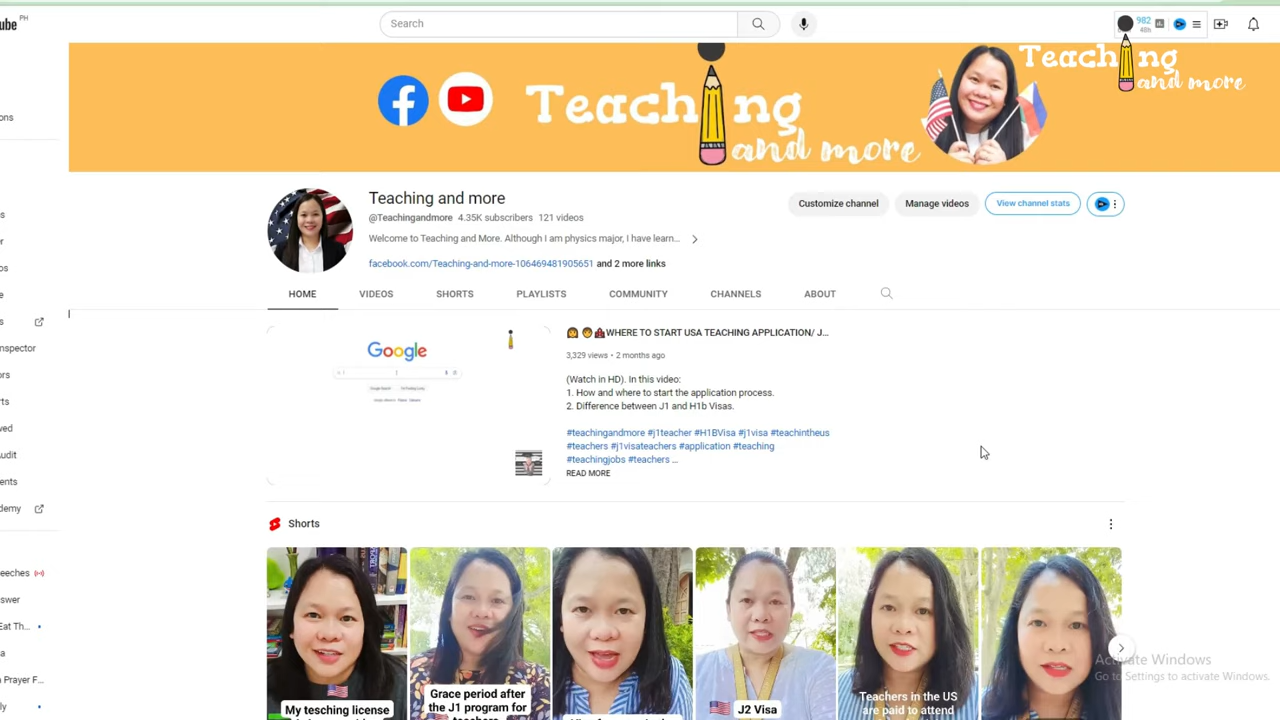 PH
Search
982
48h
Teaching
and more
Teaching
and more
Teaching and more
@Teachingandmore 4.35K subscribers 121 videos
Welcome to Teaching and More. Although I am physics major, I have learn...
facebook.com/Teaching-and-more-106469481905651 and 2 more links
Customize channel
Manage videos
View channel stats
HOME VIDEOS SHORTS PLAYLISTS COMMUNITY CHANNELS ABOUT
Google
WHERE TO START USA TEACHING APPLICATION/ J...
3,329 views • 2 months ago
(Watch in HD). In this video:
1. How and where to start the application process.
2. Difference between J1 and H1b Visas.
#teachingandmore #j1teacher #H1BVisa #j1visa #teachintheus
#teachers #j1visateachers #application #teaching
#teachingjobs #teachers ...
READ MORE
Shorts
My tesching license
Grace period after
the J1 program for
teachers
J2 Visa
Teachers in the US
are paid to attend
Activate Windows
Go to Settings to activate Windows.